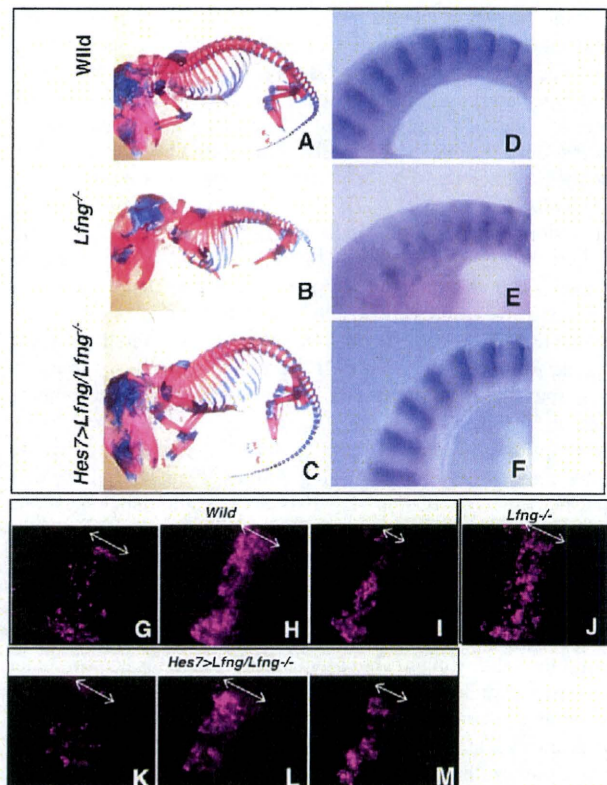 Wild
A
D
Lfng-/-
B
E
Hes7>Lfng/Lfng-/-
C
F
Wild
Lfng-/-
G
H
I
J
Hes7>Lfng/Lfng-/-
K
L
M